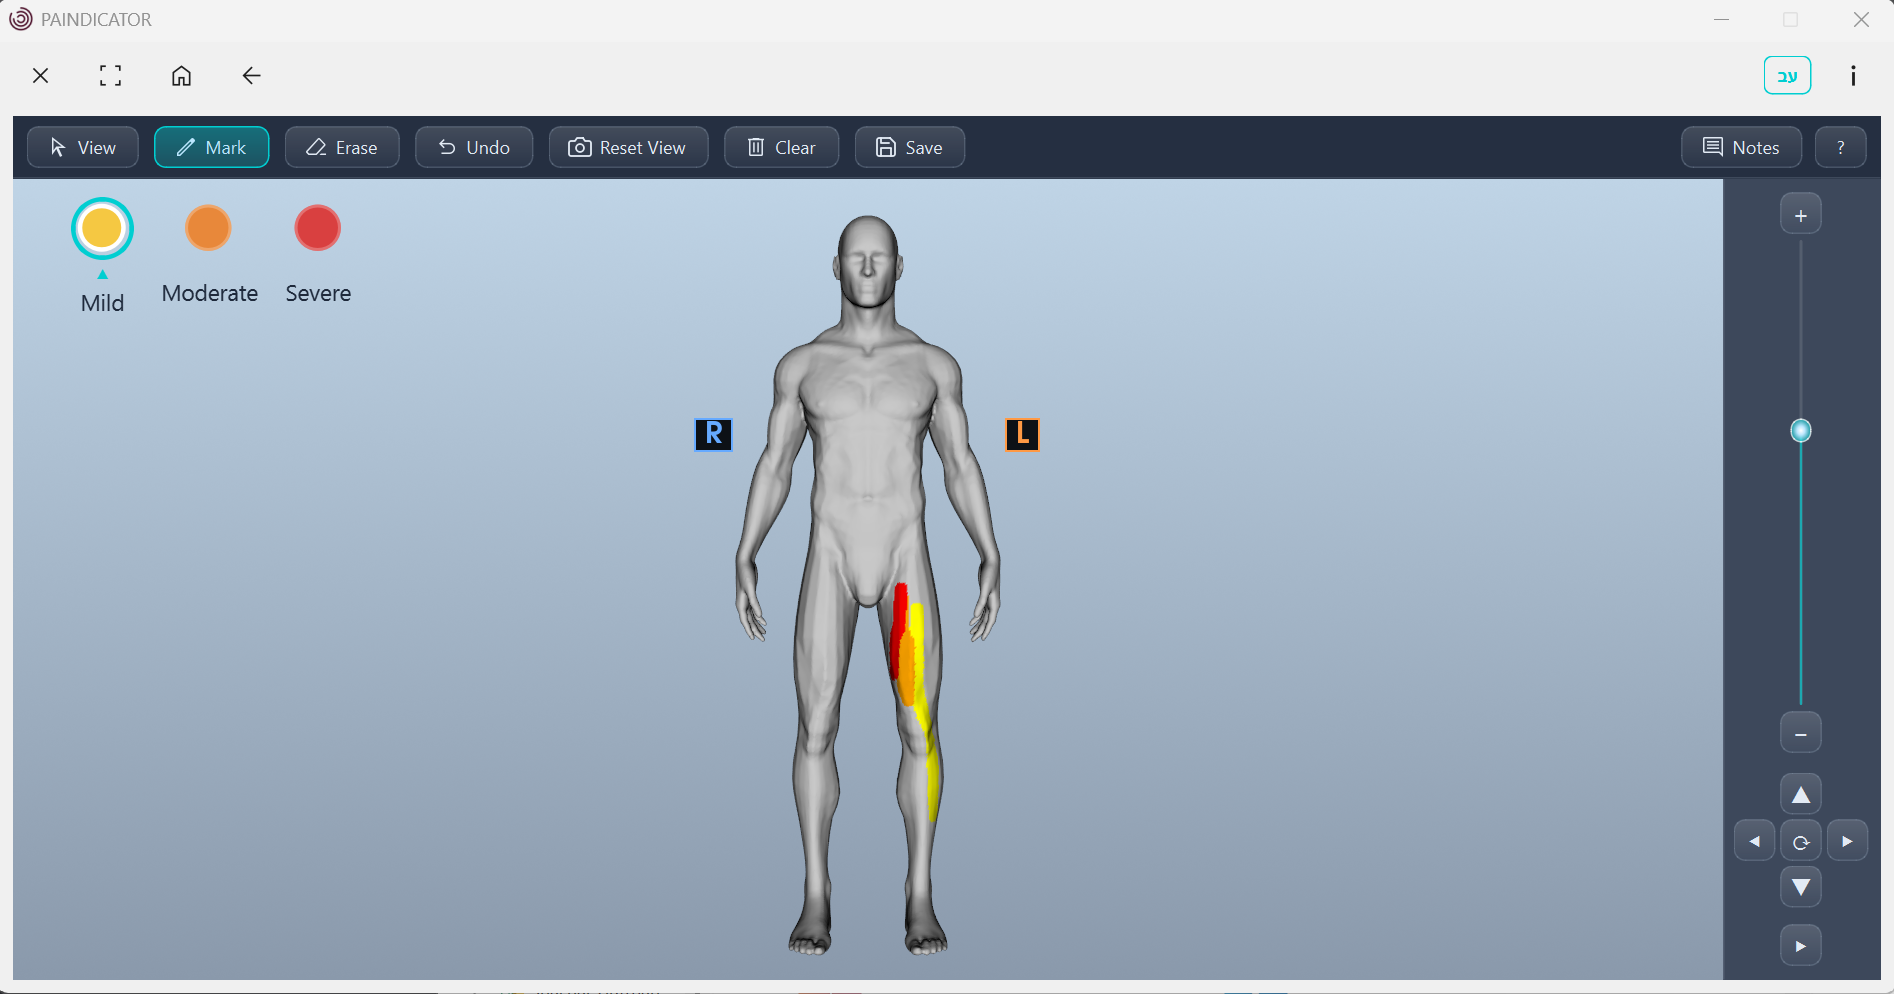 PAINDICATOR
עב
i
View Mark Erase Undo Reset View Clear Save Notes ?
Mild Moderate Severe
R L